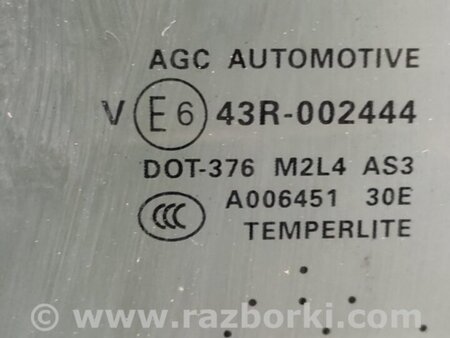 AGC AUTOMOTIVE
V E6 43R-002444
DOT-376 M2L4 AS3
A006451 30E
CCC
TEMPERLITE
© www.razborki.com